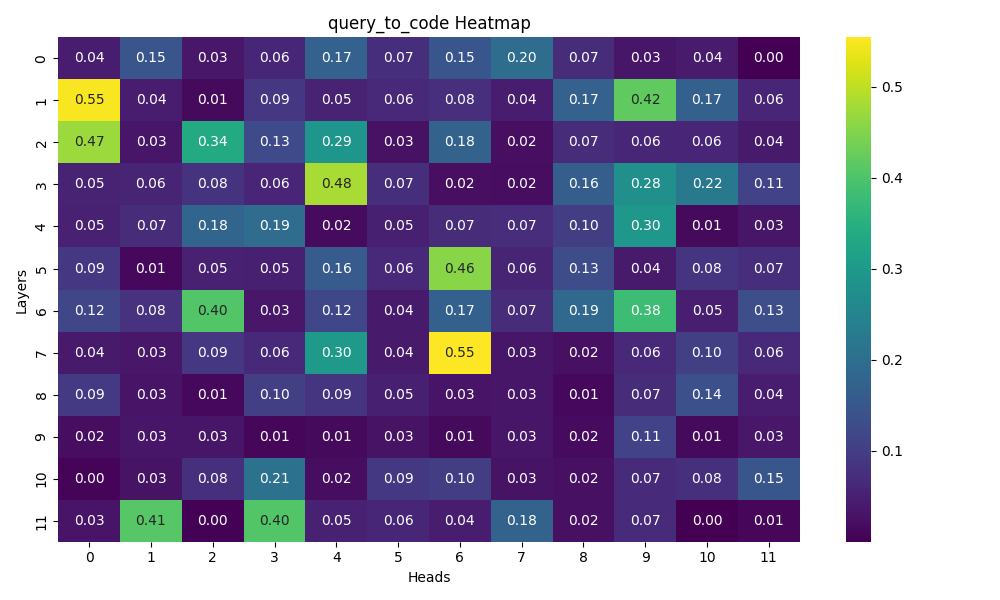 query_to_code Heatmap
0 0.04 0.15 0.03 0.06 0.17 0.07 0.15 0.20 0.07 0.03 0.04 0.00
1 0.55 0.04 0.01 0.09 0.05 0.06 0.08 0.04 0.17 0.42 0.17 0.06
2 0.47 0.03 0.34 0.13 0.29 0.03 0.18 0.02 0.07 0.06 0.06 0.04
3 0.05 0.06 0.08 0.06 0.48 0.07 0.02 0.02 0.16 0.28 0.22 0.11
4 0.05 0.07 0.18 0.19 0.02 0.05 0.07 0.07 0.10 0.30 0.01 0.03
5 0.09 0.01 0.05 0.05 0.16 0.06 0.46 0.06 0.13 0.04 0.08 0.07
6 0.12 0.08 0.40 0.03 0.12 0.04 0.17 0.07 0.19 0.38 0.05 0.13
7 0.04 0.03 0.09 0.06 0.30 0.04 0.55 0.03 0.02 0.06 0.10 0.06
8 0.09 0.03 0.01 0.10 0.09 0.05 0.03 0.03 0.01 0.07 0.14 0.04
9 0.02 0.03 0.03 0.01 0.01 0.03 0.01 0.03 0.02 0.11 0.01 0.03
10 0.00 0.03 0.08 0.21 0.02 0.09 0.10 0.03 0.02 0.07 0.08 0.15
11 0.03 0.41 0.00 0.40 0.05 0.06 0.04 0.18 0.02 0.07 0.00 0.01
0 1 2 3 4 5 6 7 8 9 10 11
Heads
Layers
0.5
0.4
0.3
0.2
0.1